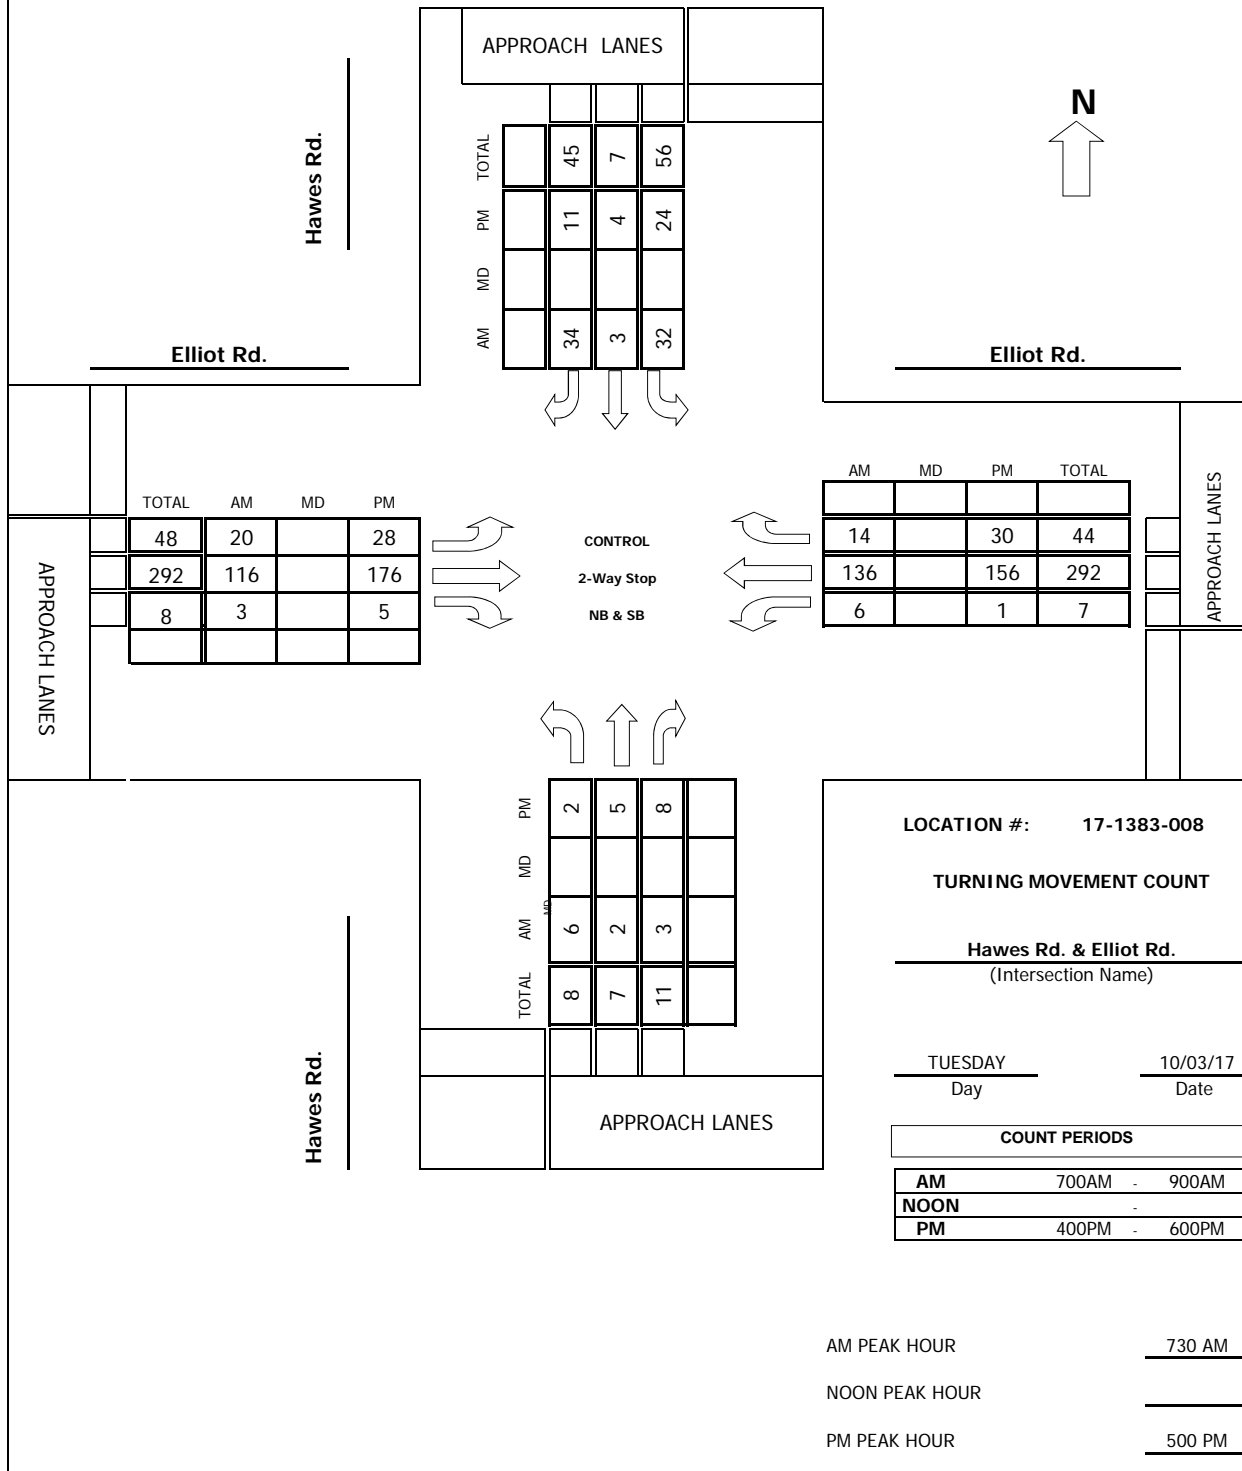 APPROACH LANES
N
Hawes Rd.
TOTAL 45 7 56
PM 11 4 24
MD
AM 34 3 32
Elliot Rd.
Elliot Rd.
AM MD PM TOTAL
14 30 44
136 156 292
6 1 7
APPROACH LANES
TOTAL AM MD PM
48 20 28
292 116 176
8 3 5
APPROACH LANES
CONTROL
2-Way Stop
NB & SB
PM 2 5 8
MD
AM 6 2 3
MD
TOTAL 8 7 11
Hawes Rd.
APPROACH LANES
LOCATION #: 17-1383-008
TURNING MOVEMENT COUNT
Hawes Rd. & Elliot Rd.
(Intersection Name)
TUESDAY 10/03/17
Day Date
COUNT PERIODS
AM 700AM - 900AM
NOON -
PM 400PM - 600PM
AM PEAK HOUR 730 AM
NOON PEAK HOUR
PM PEAK HOUR 500 PM